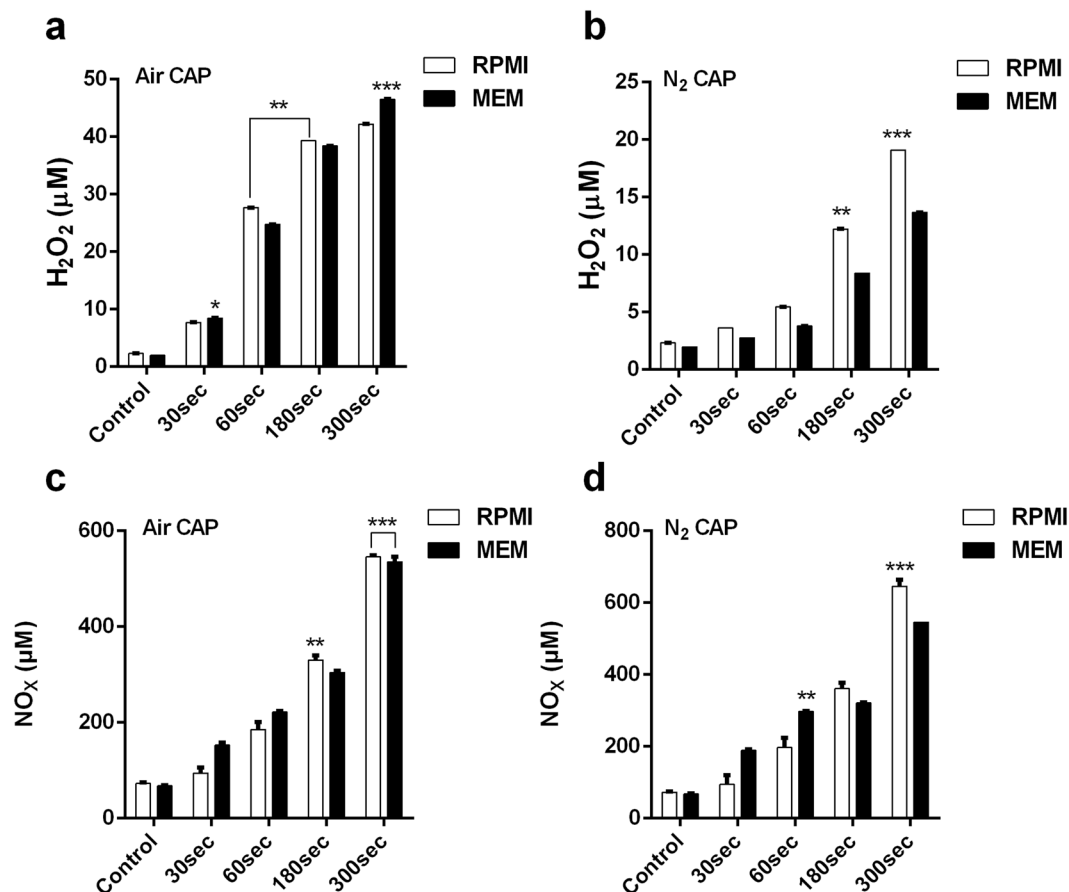 a
Air CAP
RPMI
MEM
H₂O₂ (µM)
50
40
30
20
10
0
*
**
***
Control
30sec
60sec
180sec
300sec
b
N₂ CAP
RPMI
MEM
H₂O₂ (µM)
25
20
15
10
5
0
**
***
Control
30sec
60sec
180sec
300sec
c
Air CAP
RPMI
MEM
NOₓ (µM)
600
400
200
0
**
***
Control
30sec
60sec
180sec
300sec
d
N₂ CAP
RPMI
MEM
NOₓ (µM)
800
600
400
200
0
**
***
Control
30sec
60sec
180sec
300sec